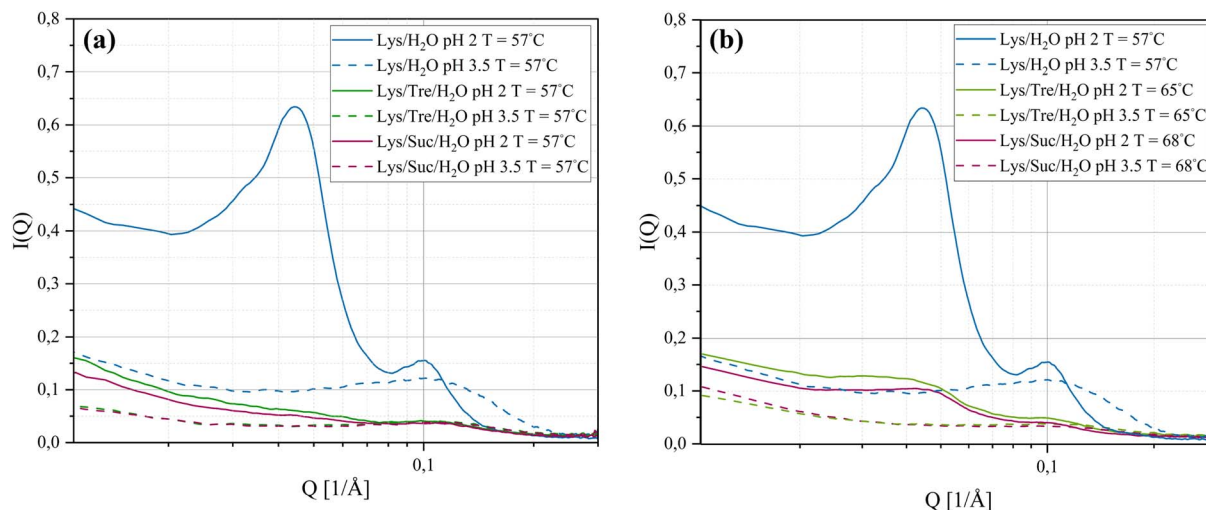 (a)
Lys/H₂O pH 2 T = 57°C
Lys/H₂O pH 3.5 T = 57°C
Lys/Tre/H₂O pH 2 T = 57°C
Lys/Tre/H₂O pH 3.5 T = 57°C
Lys/Suc/H₂O pH 2 T = 57°C
Lys/Suc/H₂O pH 3.5 T = 57°C
0,8
0,7
0,6
0,5
0,4
0,3
0,2
0,1
0,0
I(Q)
0,1
Q [1/Å]
(b)
Lys/H₂O pH 2 T = 57°C
Lys/H₂O pH 3.5 T = 57°C
Lys/Tre/H₂O pH 2 T = 65°C
Lys/Tre/H₂O pH 3.5 T = 65°C
Lys/Suc/H₂O pH 2 T = 68°C
Lys/Suc/H₂O pH 3.5 T = 68°C
0,8
0,7
0,6
0,5
0,4
0,3
0,2
0,1
0,0
I(Q)
0,1
Q [1/Å]